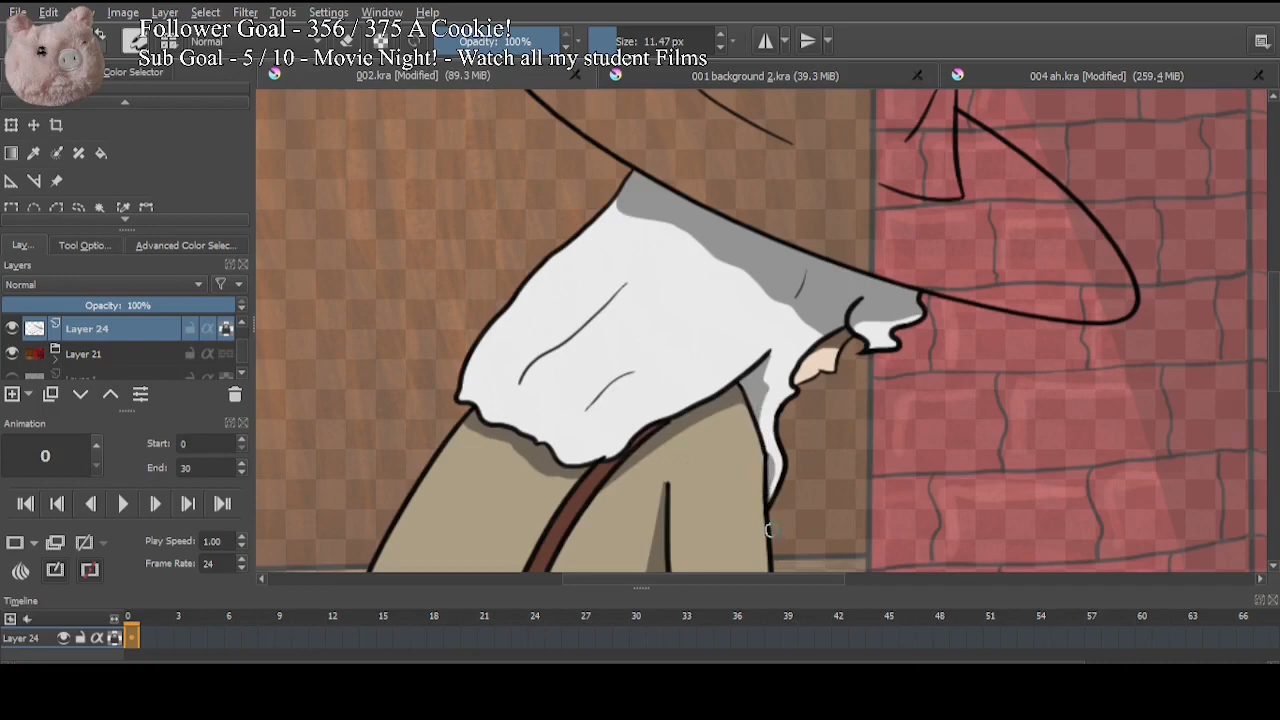 File Edit View Image Layer Select Filter Tools Settings Window Help
Follower Goal - 356 / 375 A Cookie!
Normal Opacity: 100% Size: 11.47 px
Sub Goal - 5 / 10 - Movie Night! - Watch all my student Films
Color Selector
002.kra [Modified] (89.3 MiB)
001 background 2.kra (39.3 MiB)
004 ah.kra [Modified] (259.4 MiB)
Lay... Tool Optio... Advanced Color Selec...
Layers
Normal
Opacity: 100%
Layer 24
Layer 21
Animation
0 Start: 0
End: 30
Play Speed: 1.00
Frame Rate: 24
Timeline
0 3 6 9 12 15 18 21 24 27 30 33 36 39 42 45 48 51 54 57 60 63 66
Layer 24